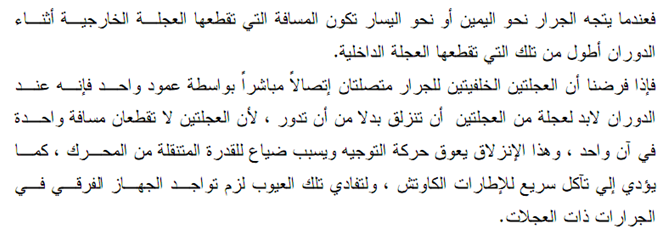 فعندما يتجه الجرار نحو اليمين أو نحو اليسار تكون المسافة التي تقطعها العجلة الخارجية أثناء
الدوران أطول من تلك التي تقطعها العجلة الداخلية.
فإذا فرضنا أن العجلتين الخلفيتين للجرار متصلتان إتصالاً مباشراً بواسطة عمود واحد فإنه عند
الدوران لابد لعجلة من العجلتين أن تنزلق بدلا من أن تدور ، لأن العجلتين لا تقطعان مسافة واحدة
في آن واحد ، وهذا الإنزلاق يعوق حركة التوجيه ويسبب ضياع للقدرة المتنقلة من المحرك ، كما
يؤدي إلي تآكل سريع للإطارات الكاوتش ، ولتفادي تلك العيوب لزم تواجد الجهاز الفرقي في
الجرارات ذات العجلات.